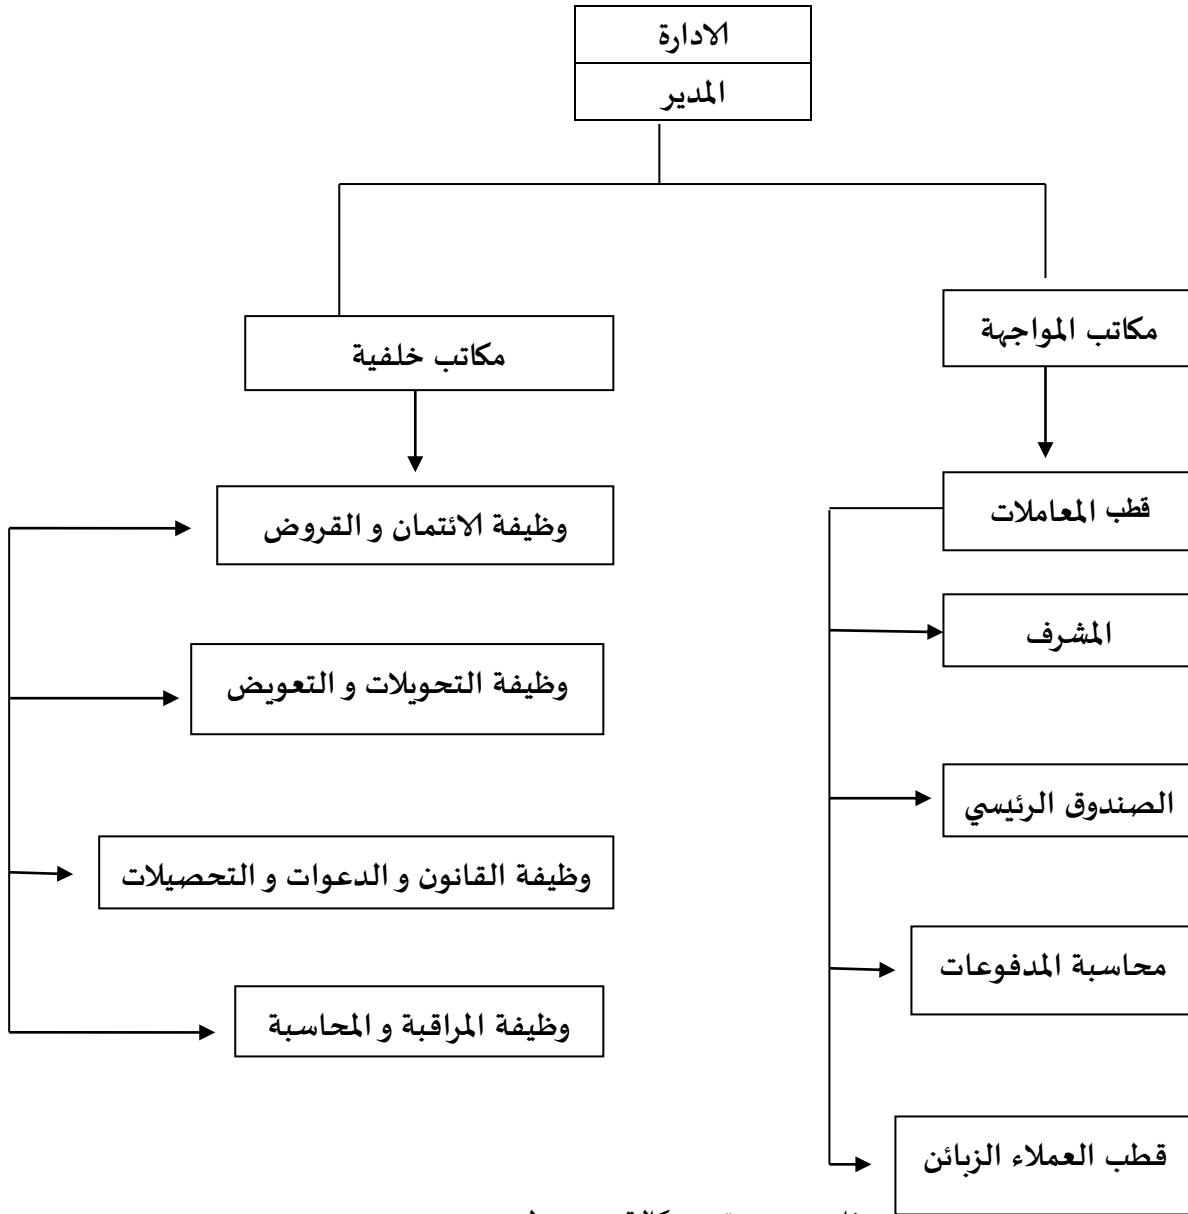 الادارة
المدير
مكاتب المواجهة
مكاتب خلفية
قطب المعاملات
وظيفة الائتمان و القروض
المشرف
وظيفة التحويلات و التعويض
الصندوق الرئيسي
وظيفة القانون و الدعوات و التحصيلات
محاسبة المدفوعات
وظيفة المراقبة و المحاسبة
قطب العملاء الزبائن